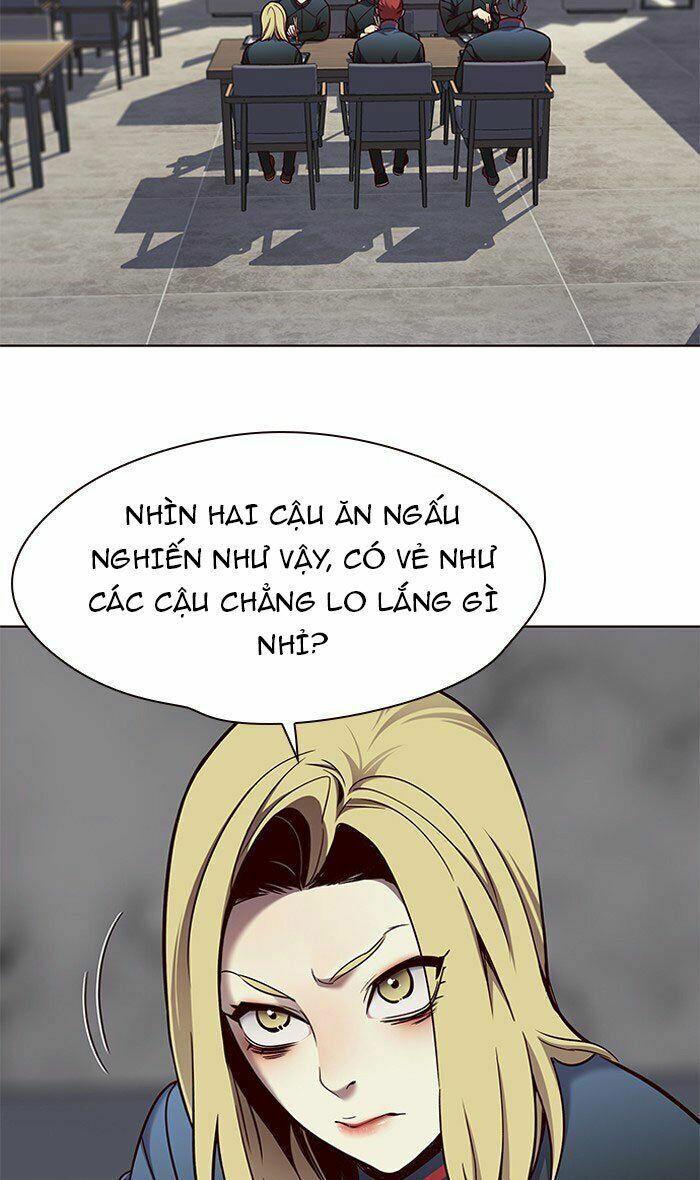 NHÌN HAI CẬU ĂN NGẤU
NGHIẾN NHƯ VẬY, CÓ VẺ NHƯ
CÁC CẬU CHẲNG LO LẮNG GÌ
NHỈ?